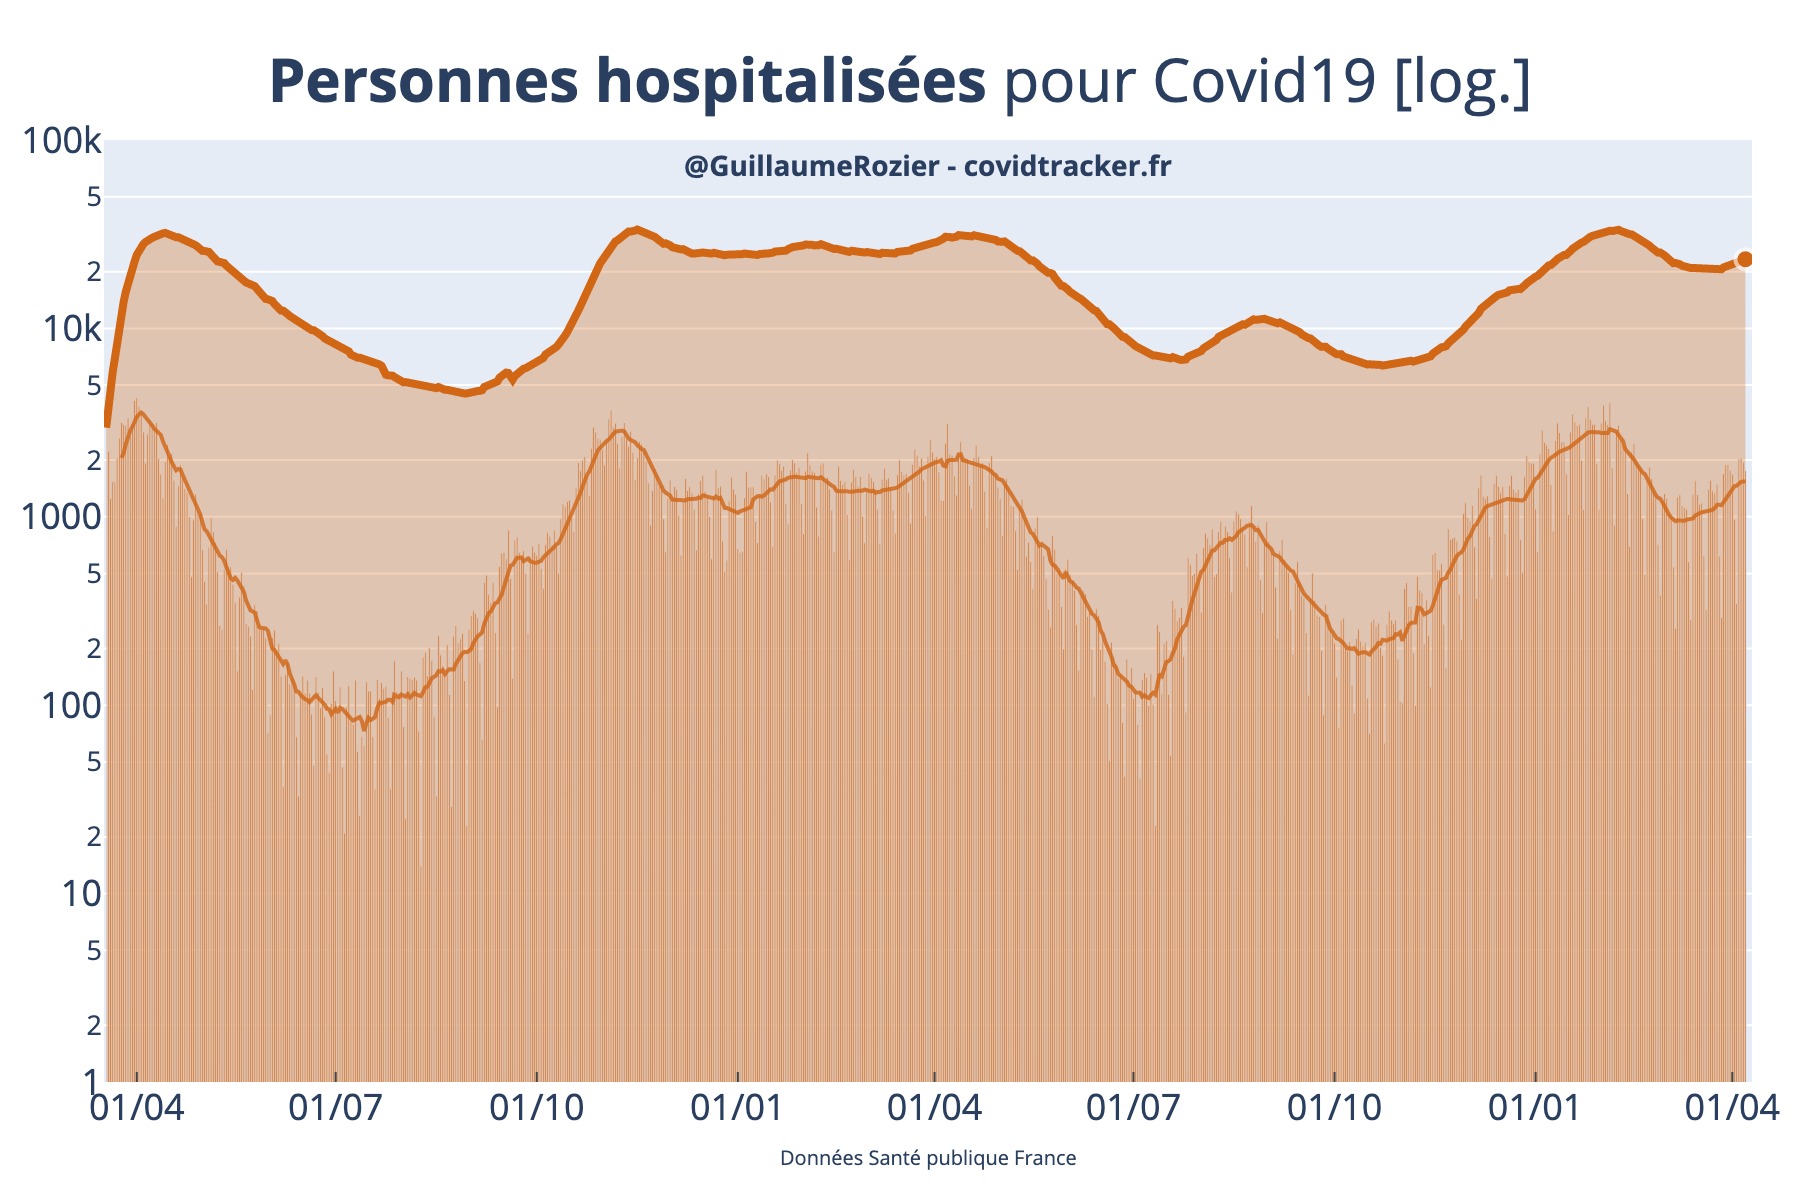 Personnes hospitalisées pour Covid19 [log.]
@GuillaumeRozier - covidtracker.fr
100k
5
2
10k
5
2
1000
5
2
100
5
2
10
5
2
1
01/04 01/07 01/10 01/01 01/04 01/07 01/10 01/01 01/04
Données Santé publique France